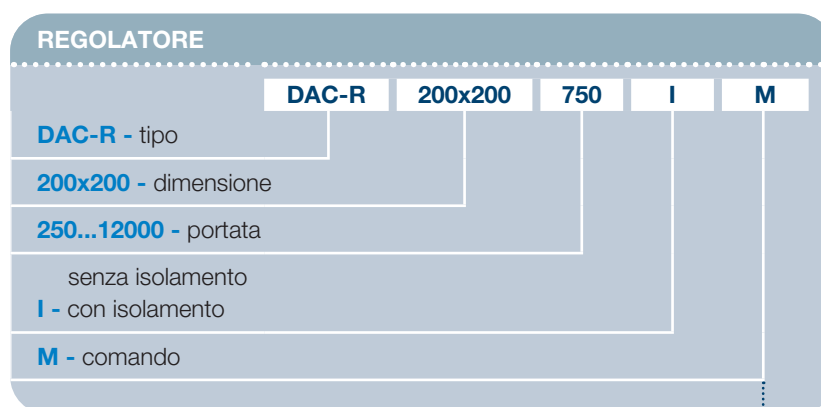 REGOLATORE
DAC-R 200x200 750 I M
DAC-R - tipo
200x200 - dimensione
250...12000 - portata
senza isolamento
I - con isolamento
M - comando